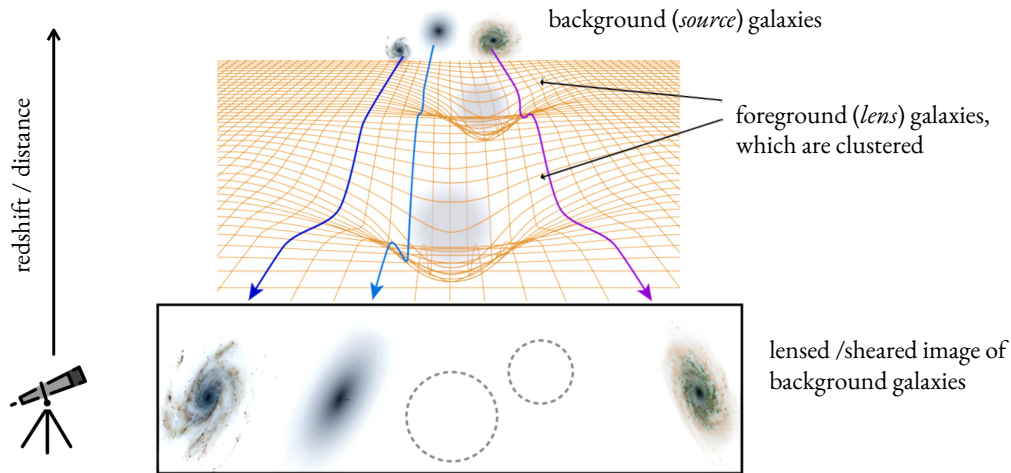 background (source) galaxies
redshift / distance
foreground (lens) galaxies,
which are clustered
lensed /sheared image of
background galaxies